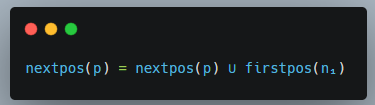 nextpos(p) = nextpos(p) ∪ firstpos(n₁)